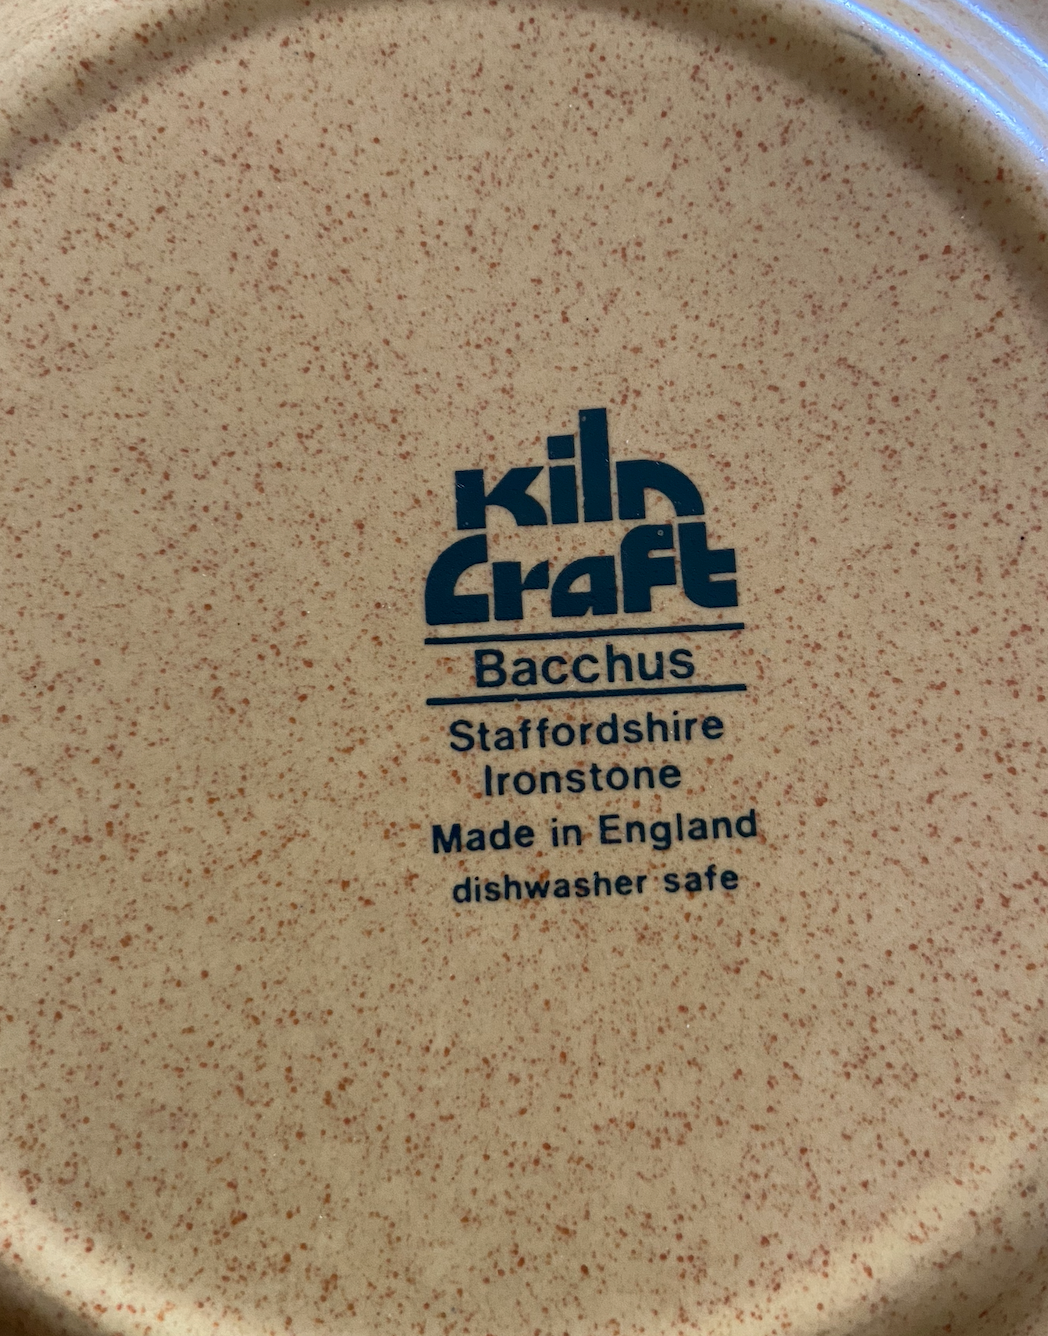 Kiln
Craft
Bacchus
Staffordshire
Ironstone
Made in England
dishwasher safe